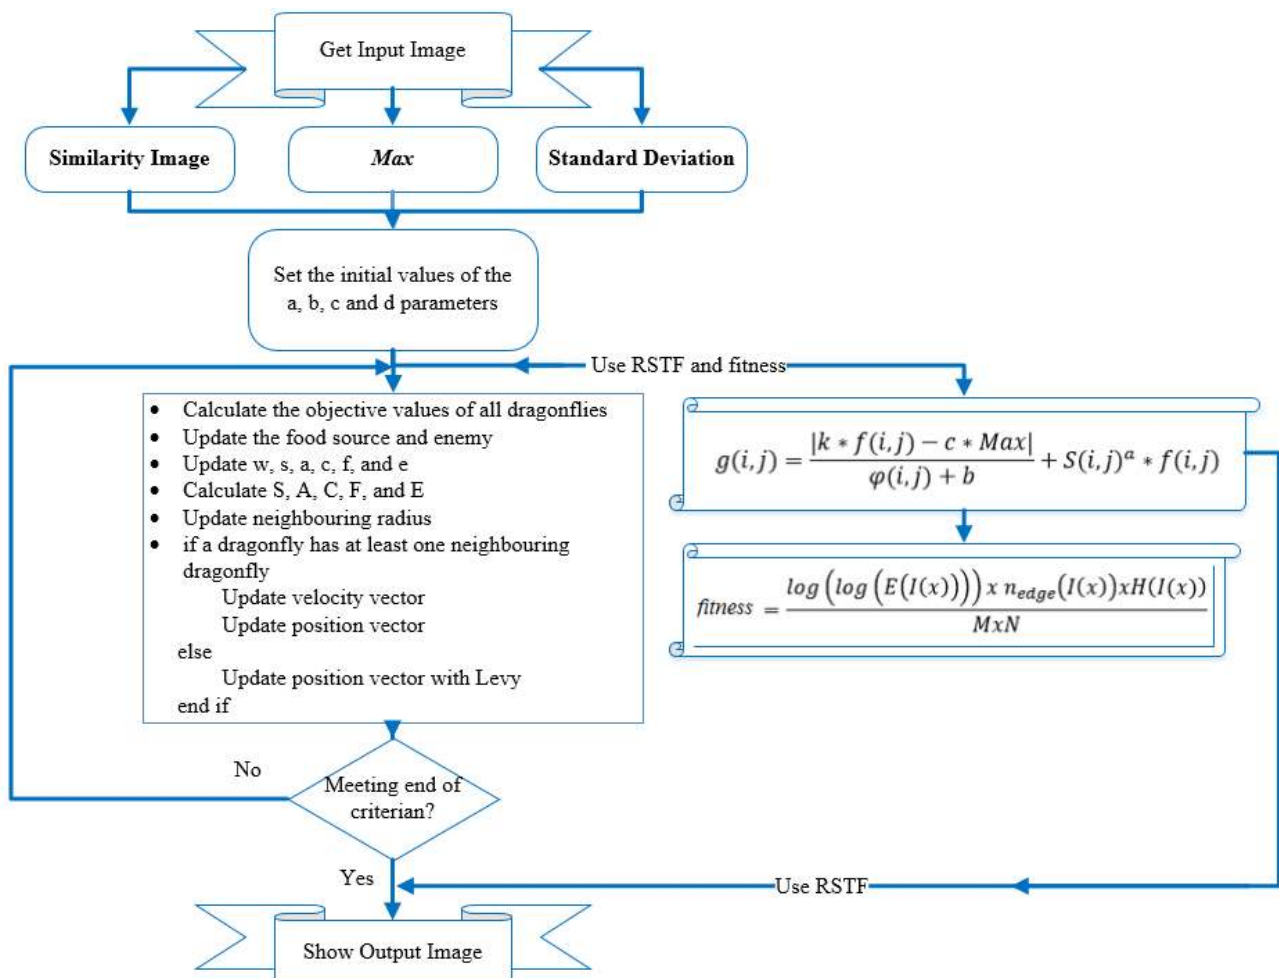 Get Input Image
Similarity Image
Max
Standard Deviation
Set the initial values of the
a, b, c and d parameters
Use RSTF and fitness
• Calculate the objective values of all dragonflies
• Update the food source and enemy
• Update w, s, a, c, f, and e
• Calculate S, A, C, F, and E
• Update neighbouring radius
• if a dragonfly has at least one neighbouring
dragonfly
Update velocity vector
Update position vector
else
Update position vector with Levy
end if
g(i,j) = |k * f(i,j) − c * Max| / φ(i,j) + b + S(i,j)^a * f(i,j)
fitness = log(log(E(I(x)))) x n_edge(I(x))xH(I(x)) / MxN
No
Meeting end of
criterian?
Yes
Use RSTF
Show Output Image